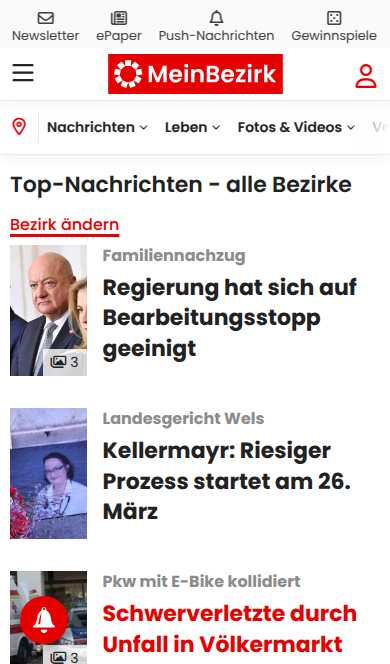 Newsletter
ePaper
Push-Nachrichten
Gewinnspiele
MeinBezirk
Nachrichten
Leben
Fotos & Videos
Top-Nachrichten - alle Bezirke
Bezirk ändern
Familiennachzug
Regierung hat sich auf
Bearbeitungsstopp
geeinigt
3
Landesgericht Wels
Kellermayr: Riesiger
Prozess startet am 26.
März
Pkw mit E-Bike kollidiert
Schwerverletzte durch
Unfall in Völkermarkt
3